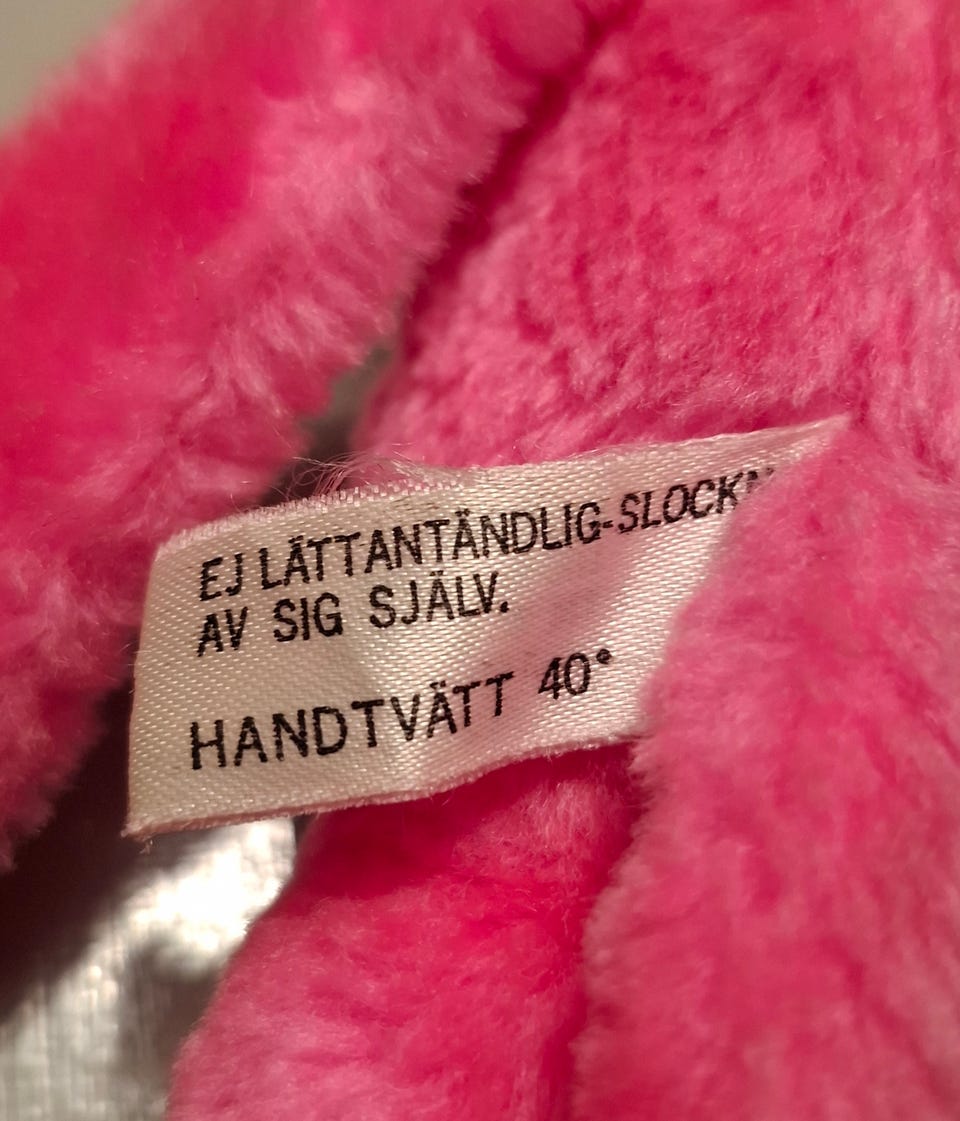 EJ LÄTTANTÄNDLIG-SLOCKN
AV SIG SJÄLV.
HANDTVÄTT 40°